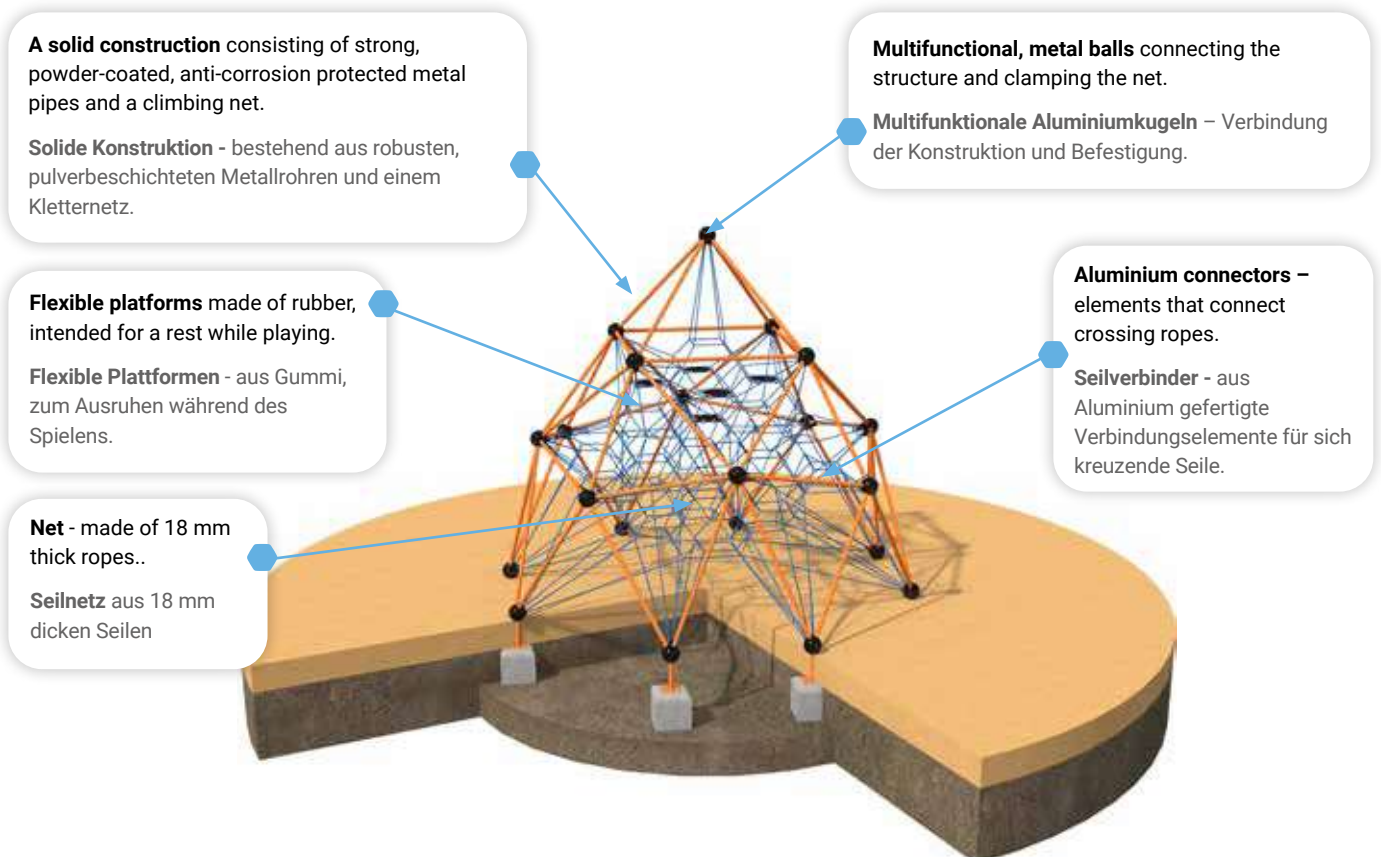 A solid construction consisting of strong,
powder-coated, anti-corrosion protected metal
pipes and a climbing net.
Solide Konstruktion - bestehend aus robusten,
pulverbeschichteten Metallrohren und einem
Kletternetz.
Multifunctional, metal balls connecting the
structure and clamping the net.
Multifunktionale Aluminiumkugeln – Verbindung
der Konstruktion und Befestigung.
Flexible platforms made of rubber,
intended for a rest while playing.
Flexible Plattformen - aus Gummi,
zum Ausruhen während des
Spielens.
Aluminium connectors –
elements that connect
crossing ropes.
Seilverbinder - aus
Aluminium gefertigte
Verbindungselemente für sich
kreuzende Seile.
Net - made of 18 mm
thick ropes..
Seilnetz aus 18 mm
dicken Seilen